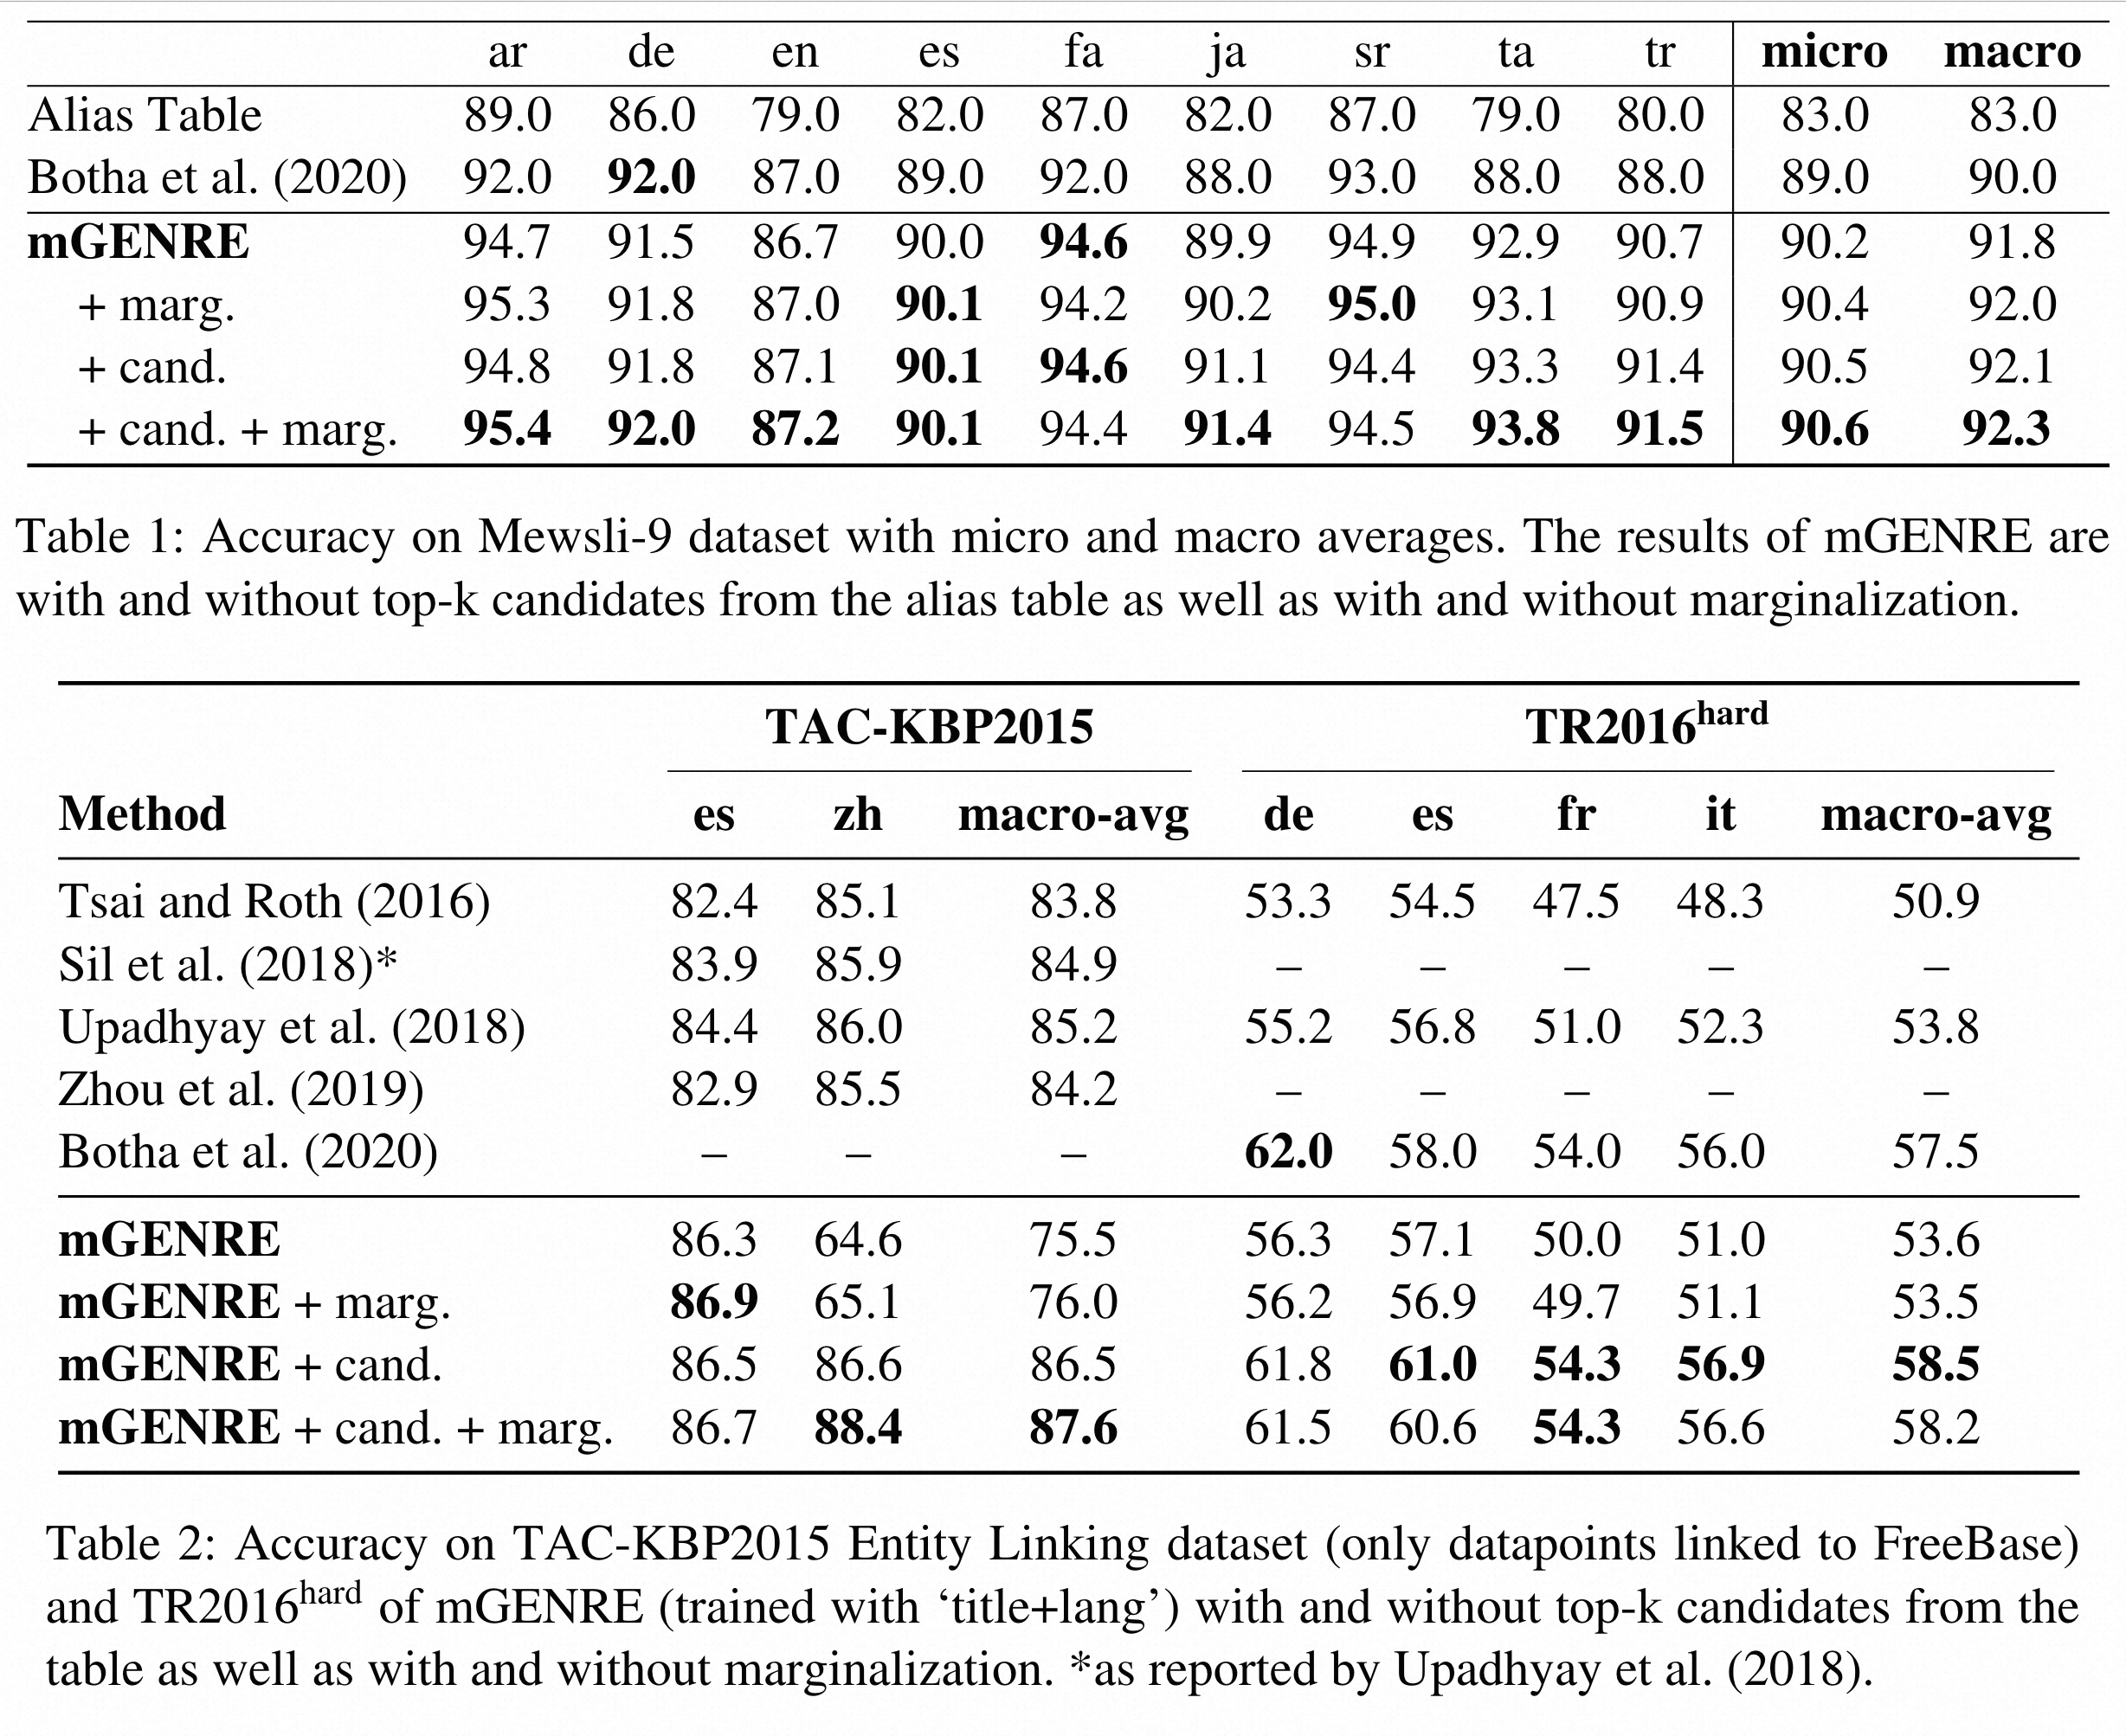 ar de en es fa ja sr ta tr micro macro
Alias Table 89.0 86.0 79.0 82.0 87.0 82.0 87.0 79.0 80.0 83.0 83.0
Botha et al. (2020) 92.0 92.0 87.0 89.0 92.0 88.0 93.0 88.0 88.0 89.0 90.0
mGENRE 94.7 91.5 86.7 90.0 94.6 89.9 94.9 92.9 90.7 90.2 91.8
+ marg. 95.3 91.8 87.0 90.1 94.2 90.2 95.0 93.1 90.9 90.4 92.0
+ cand. 94.8 91.8 87.1 90.1 94.6 91.1 94.4 93.3 91.4 90.5 92.1
+ cand. + marg. 95.4 92.0 87.2 90.1 94.4 91.4 94.5 93.8 91.5 90.6 92.3
Table 1: Accuracy on Mewsli-9 dataset with micro and macro averages. The results of mGENRE are
with and without top-k candidates from the alias table as well as with and without marginalization.
TAC-KBP2015 TR2016hard
Method es zh macro-avg de es fr it macro-avg
Tsai and Roth (2016) 82.4 85.1 83.8 53.3 54.5 47.5 48.3 50.9
Sil et al. (2018)* 83.9 85.9 84.9 – – – – –
Upadhyay et al. (2018) 84.4 86.0 85.2 55.2 56.8 51.0 52.3 53.8
Zhou et al. (2019) 82.9 85.5 84.2 – – – – –
Botha et al. (2020) – – – 62.0 58.0 54.0 56.0 57.5
mGENRE 86.3 64.6 75.5 56.3 57.1 50.0 51.0 53.6
mGENRE + marg. 86.9 65.1 76.0 56.2 56.9 49.7 51.1 53.5
mGENRE + cand. 86.5 86.6 86.5 61.8 61.0 54.3 56.9 58.5
mGENRE + cand. + marg. 86.7 88.4 87.6 61.5 60.6 54.3 56.6 58.2
Table 2: Accuracy on TAC-KBP2015 Entity Linking dataset (only datapoints linked to FreeBase)
and TR2016hard of mGENRE (trained with ‘title+lang’) with and without top-k candidates from the
table as well as with and without marginalization. *as reported by Upadhyay et al. (2018).